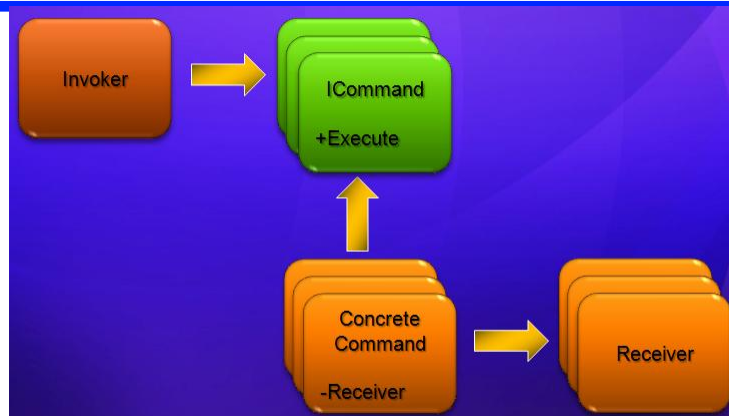 Invoker
ICommand
+Execute
Concrete
Command
-Receiver
Receiver